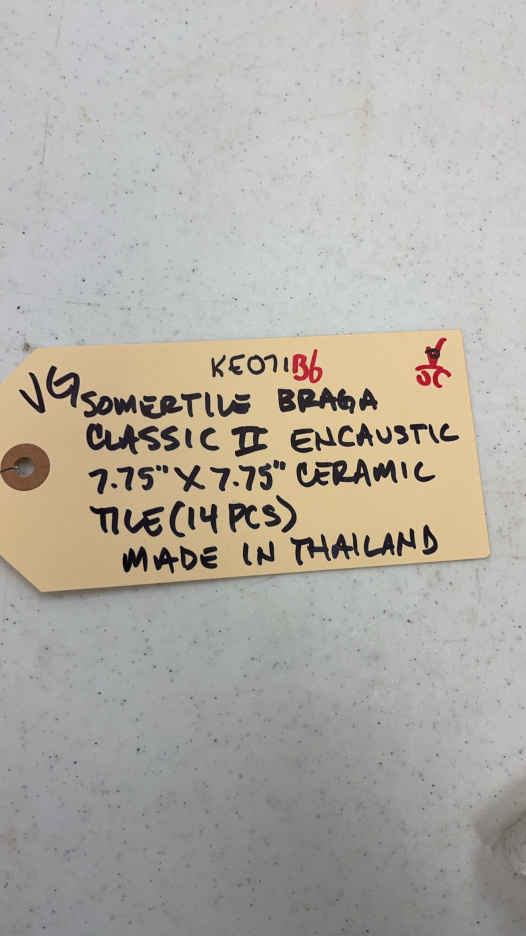 KE071B6
VG SOMERTILE BRAGA
CLASSIC II ENCAUSTIC
7.75" X 7.75" CERAMIC
TILE (14 PCS)
MADE IN THAILAND